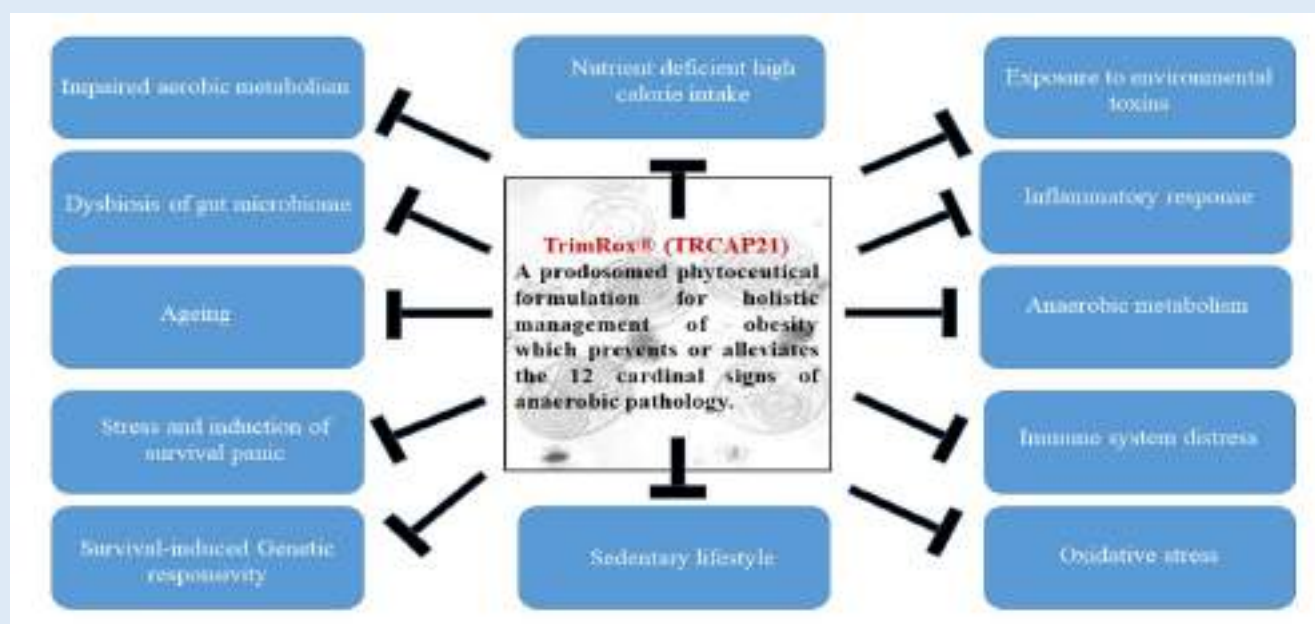 Impaired aerobic metabolism
Dysbiosis of gut microbiome
Ageing
Stress and induction of
survival panic
Survival-induced Genetic
responsivity
Nutrient deficient high
calorie intake
TrimRox® (TRCAP21)
A prodosomed phytoceutical
formulation for holistic
management of obesity
which prevents or alleviates
the 12 cardinal signs of
anaerobic pathology.
Sedentary lifestyle
Exposure to environmental
toxins
Inflammatory response
Anaerobic metabolism
Immune system distress
Oxidative stress